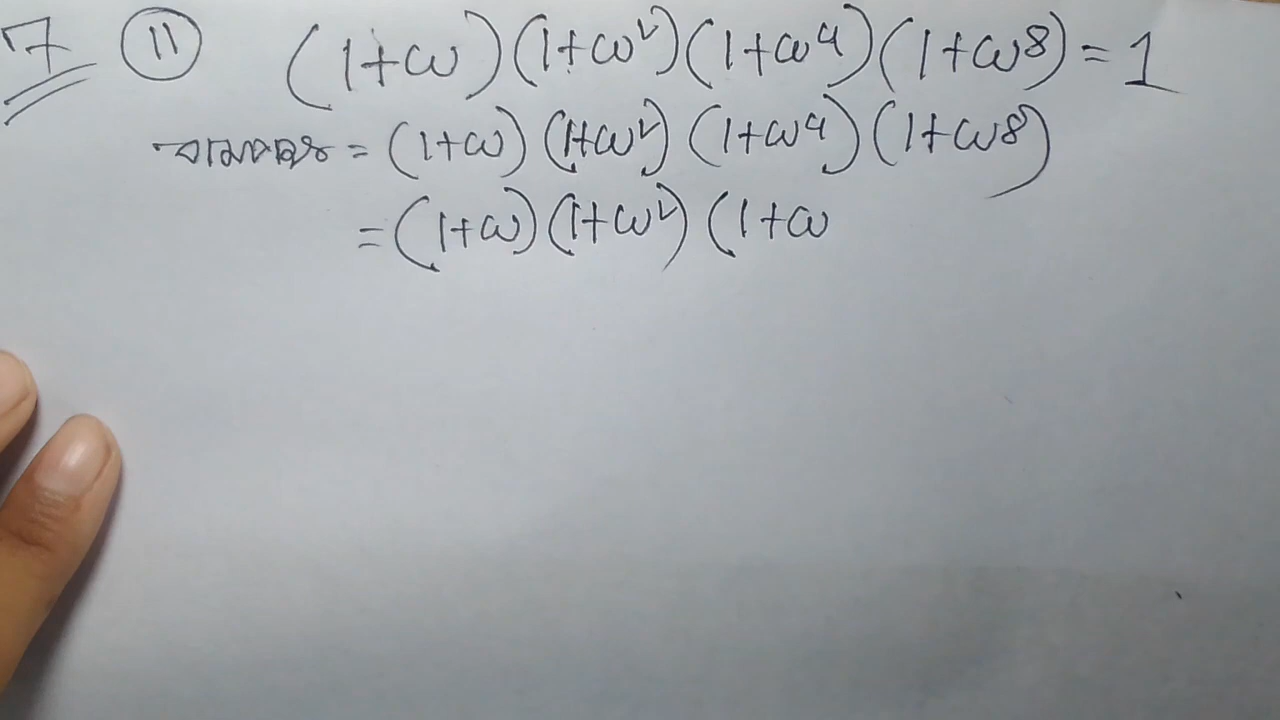 7 ⑪ (1+ω)(1+ω²)(1+ω⁴)(1+ω⁸)=1
বামপক্ষ = (1+ω)(1+ω²)(1+ω⁴)(1+ω⁸)
= (1+ω)(1+ω²)(1+ω